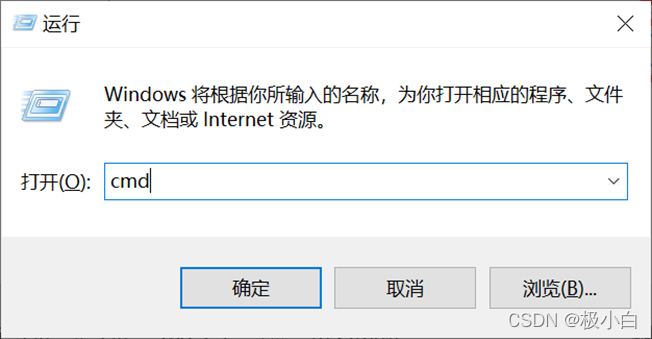 运行
Windows 将根据你所输入的名称，为你打开相应的程序、文件
夹、文档或 Internet 资源。
打开(O): cmd
确定 取消 浏览(B)...
CSDN @极小白